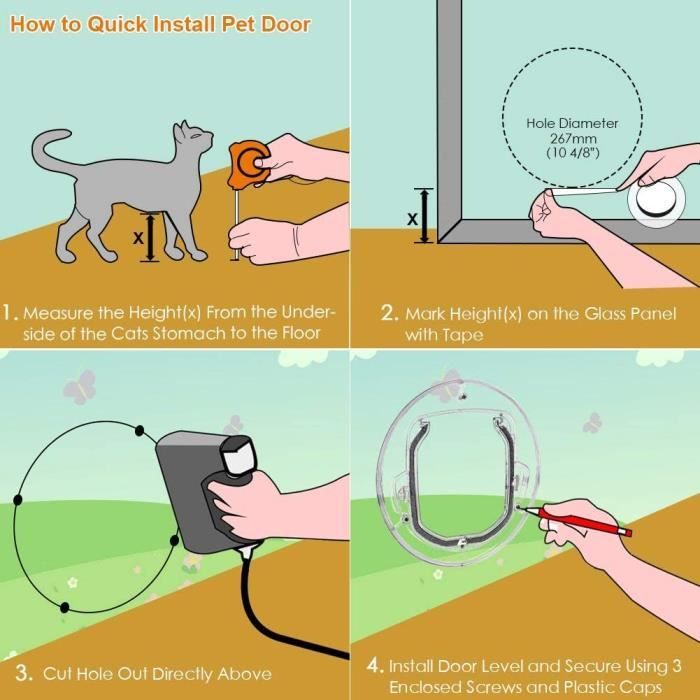 How to Quick Install Pet Door
x
1. Measure the Height(x) From the Under-
side of the Cats Stomach to the Floor
Hole Diameter
267mm
(10 4/8")
x
2. Mark Height(x) on the Glass Panel
with Tape
3. Cut Hole Out Directly Above
4. Install Door Level and Secure Using 3
Enclosed Screws and Plastic Caps